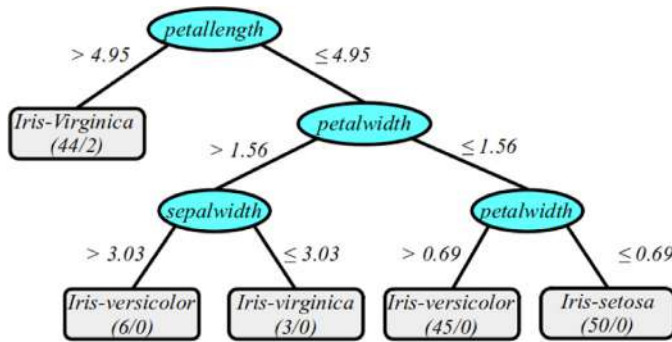 petallength
> 4.95
≤ 4.95
Iris-Virginica
(44/2)
petalwidth
> 1.56
≤ 1.56
sepalwidth
petalwidth
> 3.03
≤ 3.03
> 0.69
≤ 0.69
Iris-versicolor
(6/0)
Iris-virginica
(3/0)
Iris-versicolor
(45/0)
Iris-setosa
(50/0)